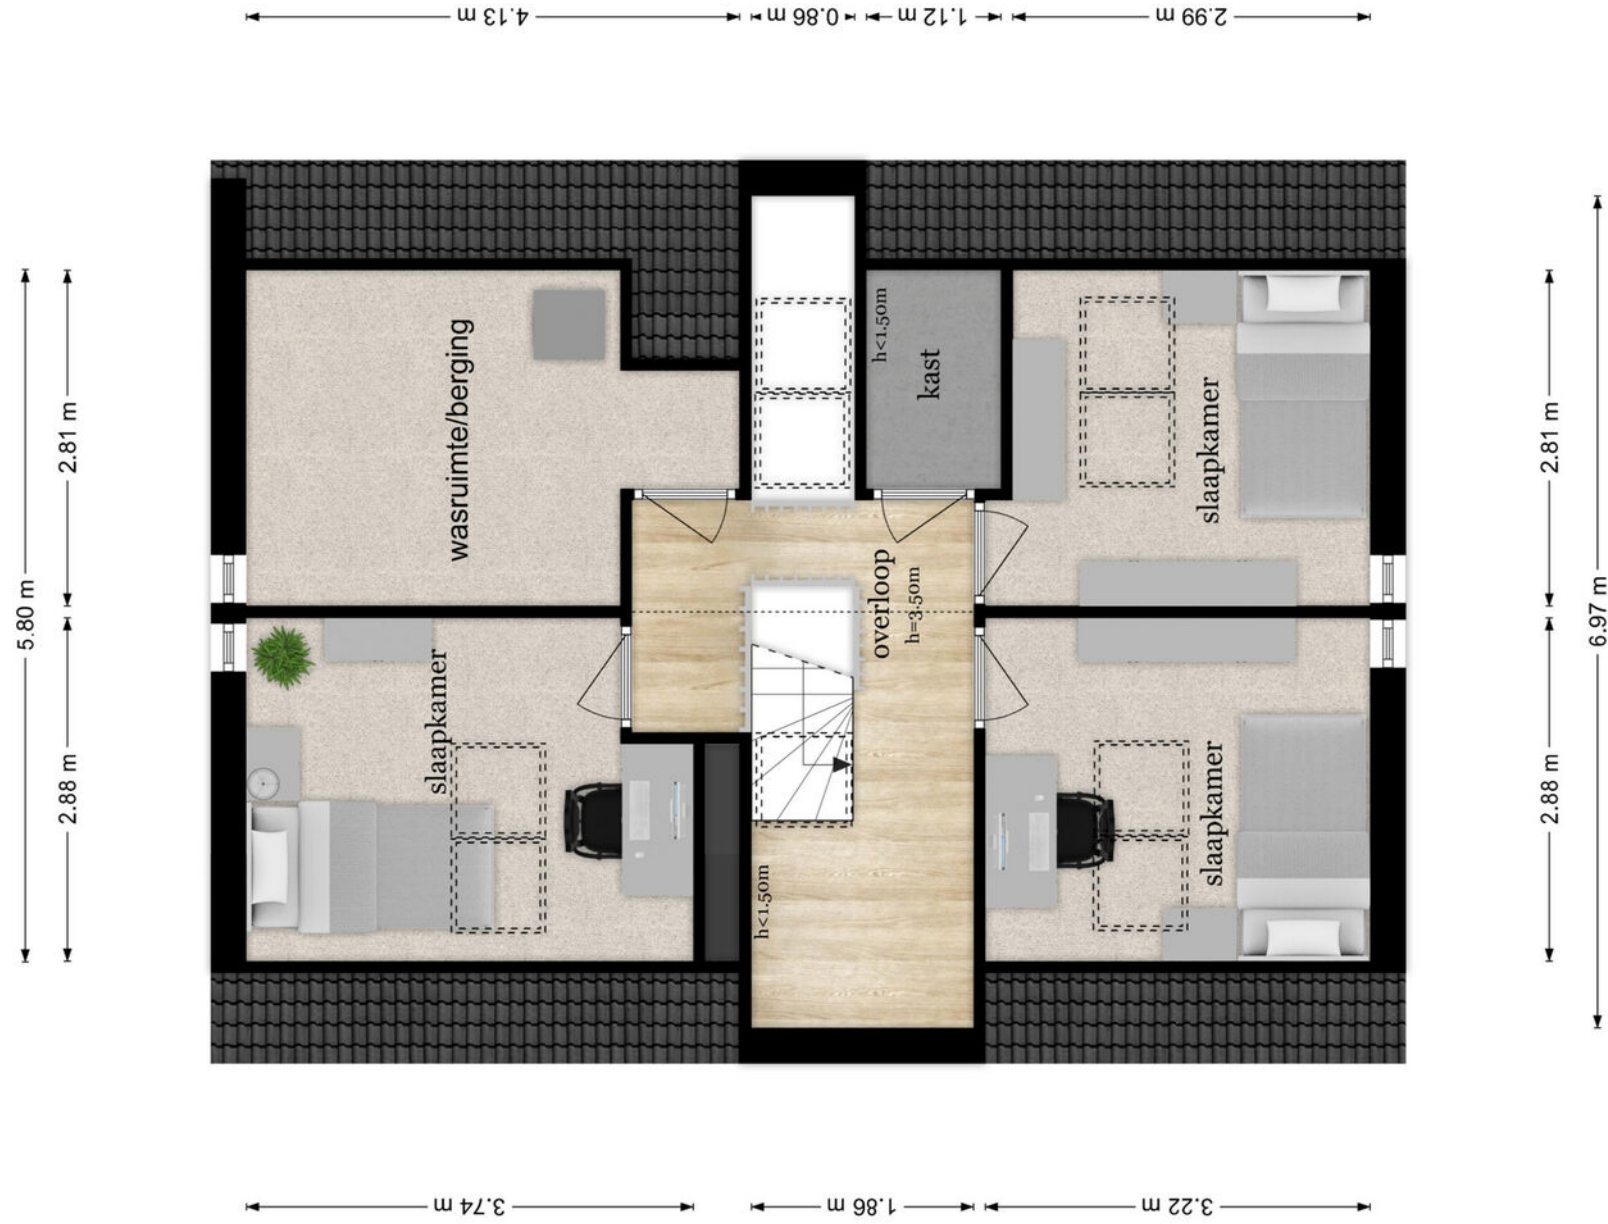 4.13 m
0.86 m
1.12 m
2.99 m
5.80 m
2.81 m
2.88 m
wasruimte/berging
h<1.50m
kast
slaapkamer
overloop
h=3.50m
slaapkamer
h<1.50m
slaapkamer
2.81 m
2.88 m
6.97 m
3.74 m
1.86 m
3.22 m